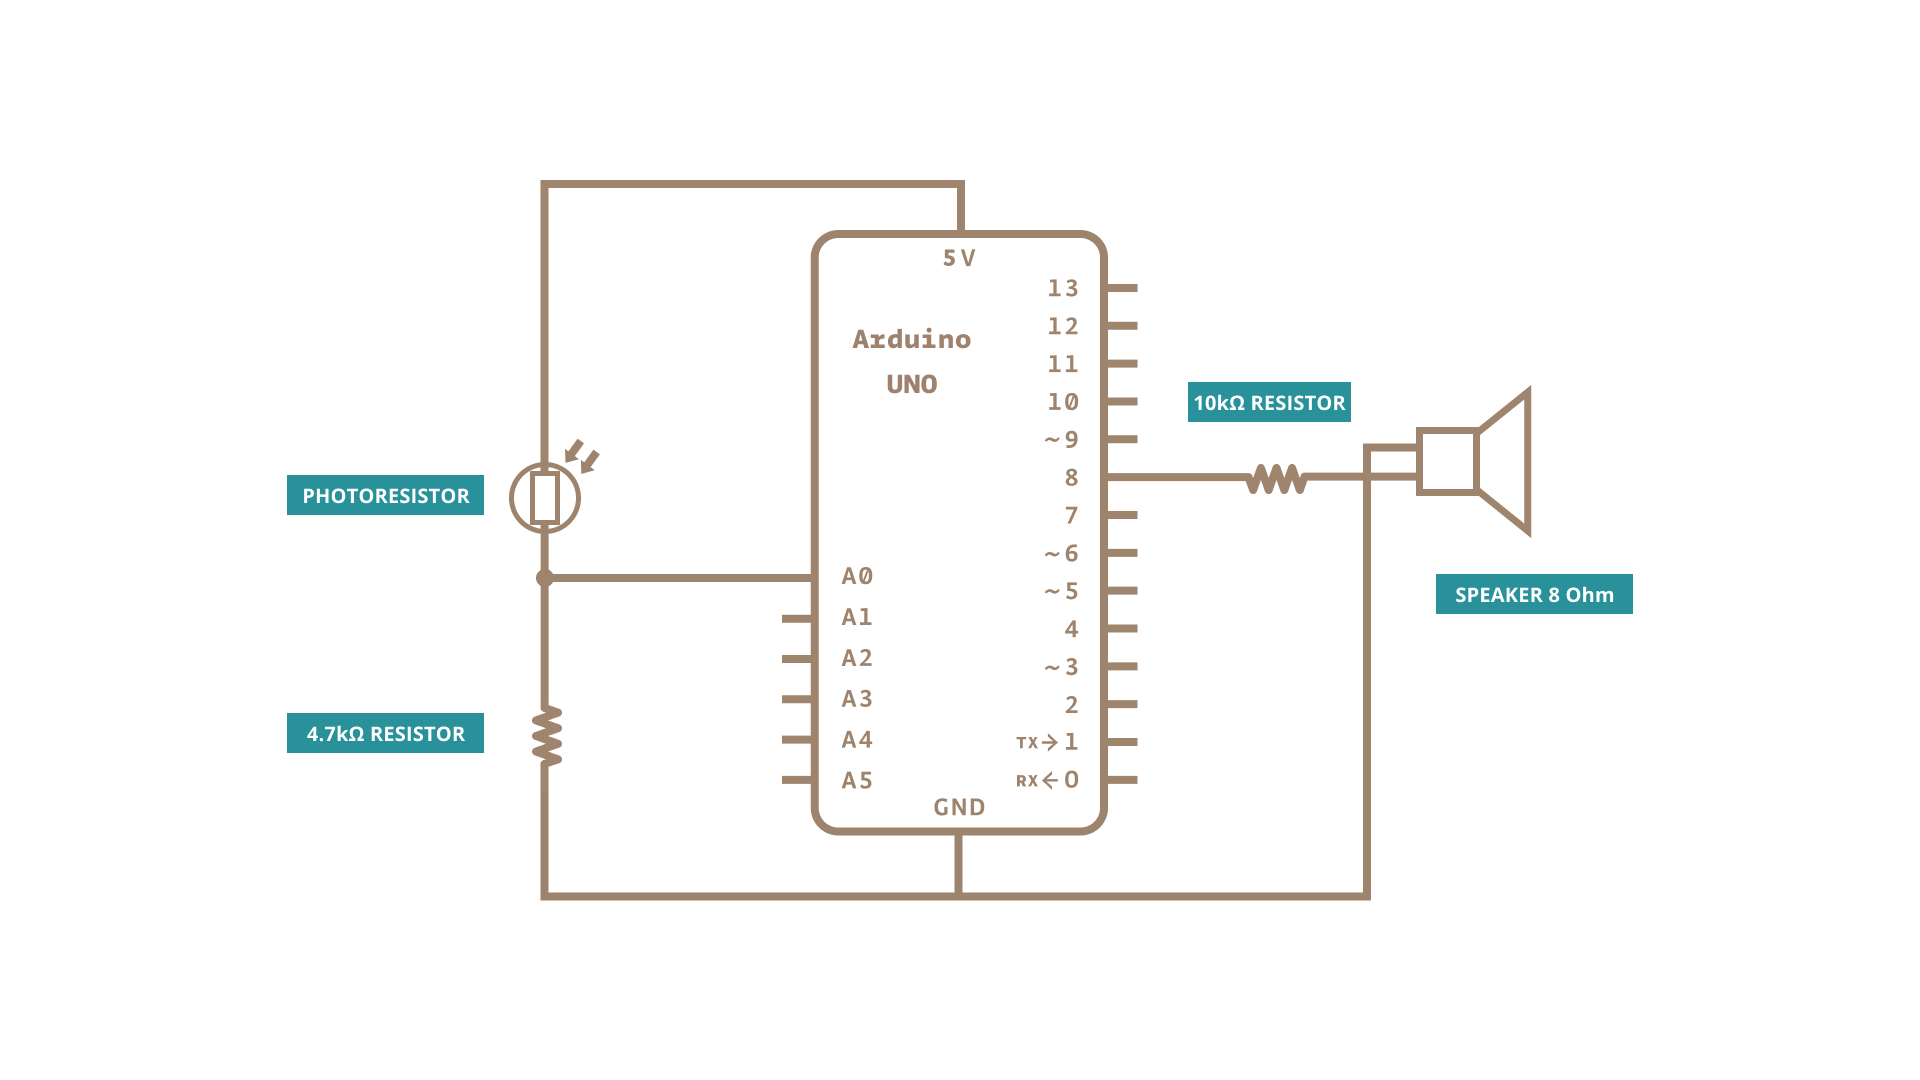 5V
Arduino
UNO
13
12
11
10
~9
8
7
~6
~5
4
~3
2
TX→1
RX←0
A0
A1
A2
A3
A4
A5
GND
PHOTORESISTOR
4.7kΩ RESISTOR
10kΩ RESISTOR
SPEAKER 8 Ohm